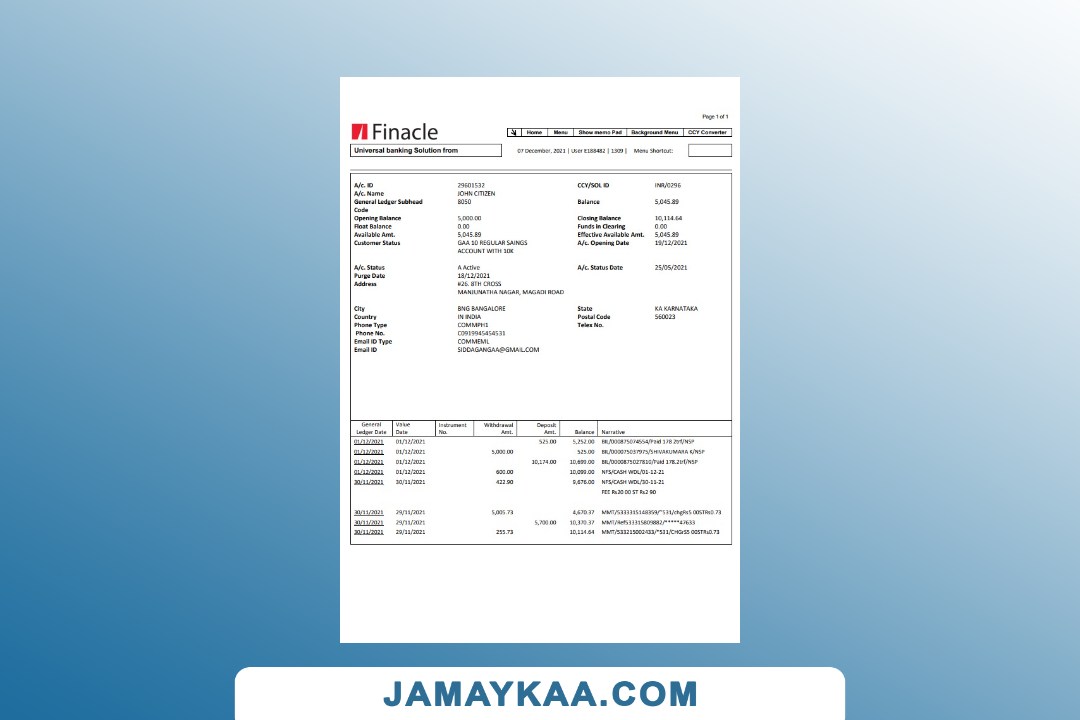 Page 1 of 1
Finacle
Home Menu Show memo Pad Background Menu CCY Converter
Universal banking Solution from
07 December, 2021 | User E188482 | 1309 | Menu Shortcut:
A/c. ID 29601532 CCY/SOL ID INR/0296
A/c. Name JOHN CITIZEN
General Ledger Subhead 8050 Balance 5,045.89
Code
Opening Balance 5,000.00 Closing Balance 10,114.64
Float Balance 0.00 Funds in Clearing 0.00
Available Amt. 5,045.89 Effective Available Amt. 5,045.89
Customer Status GAA 10 REGULAR SAINGS A/c. Opening Date 19/12/2021
ACCOUNT WITH 10K
A/c. Status A Active A/c. Status Date 25/05/2021
Purge Date 18/12/2021
Address #26. 8TH CROSS
MANJUNATHA NAGAR, MAGADI ROAD
City BNG BANGALORE State KA KARNATAKA
Country IN INDIA Postal Code 560023
Phone Type COMMPH1 Telex No.
Phone No. C0919945454531
Email ID Type COMMEML
Email ID SIDDAGANGAA@GMAIL.COM
General Value Instrument Withdrawal Deposit
Ledger Date Date No. Amt. Amt. Balance Narrative
01/12/2021 01/12/2021 525.00 5,252.00 BIL/000875074554/Paid 178 2trf/NSP
01/12/2021 01/12/2021 5,000.00 525.00 BIL/000875037975/SHIVAKUMARA K/NSP
01/12/2021 01/12/2021 10,174.00 10,699.00 BIL/0000875027810/Paid 178.2trf/NSP
01/12/2021 01/12/2021 600.00 10,099.00 NFS/CASH WDL/01-12-21
30/11/2021 30/11/2021 422.90 9,676.00 NFS/CASH WDL/30-11-21
FEE Rs20 00 ST Rs2 90
30/11/2021 29/11/2021 5,005.73 4,670.37 MMT/5333315148359/*531/chgRs5 00STRs0.73
30/11/2021 29/11/2021 5,700.00 10,370.37 MMT/Ref533315809882/*****47633
30/11/2021 29/11/2021 255.73 10,114.64 MMT/533215002433/*531/CHGrS5 00STRs0.73
JAMAYKAA.COM